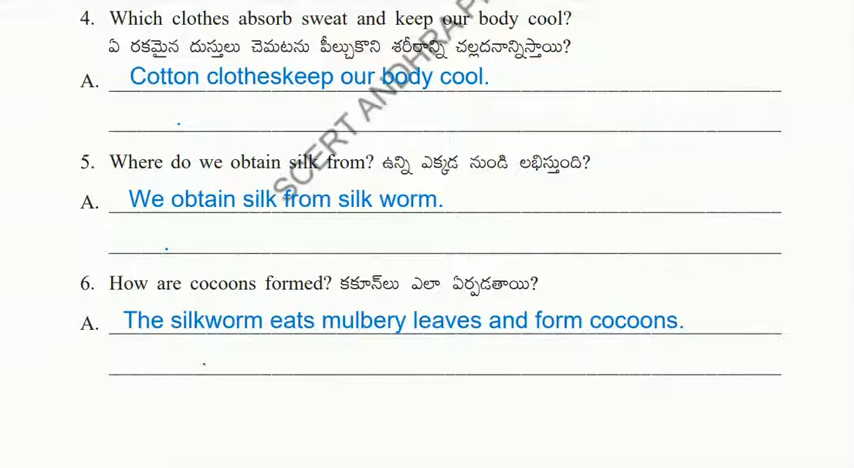 4. Which clothes absorb sweat and keep our body cool?
ఏ రకమైన దుస్తులు చెమటను పీల్చుకొని శరీరాన్ని చల్లదనాన్నిస్తాయి?
A. Cotton clotheskeep our body cool.
5. Where do we obtain silk from? ఉన్ని ఎక్కడ నుండి లభిస్తుంది?
A. We obtain silk from silk worm.
6. How are cocoons formed? కకూన్‌లు ఎలా ఏర్పడతాయి?
A. The silkworm eats mulbery leaves and form cocoons.
SCERT ANDHRA